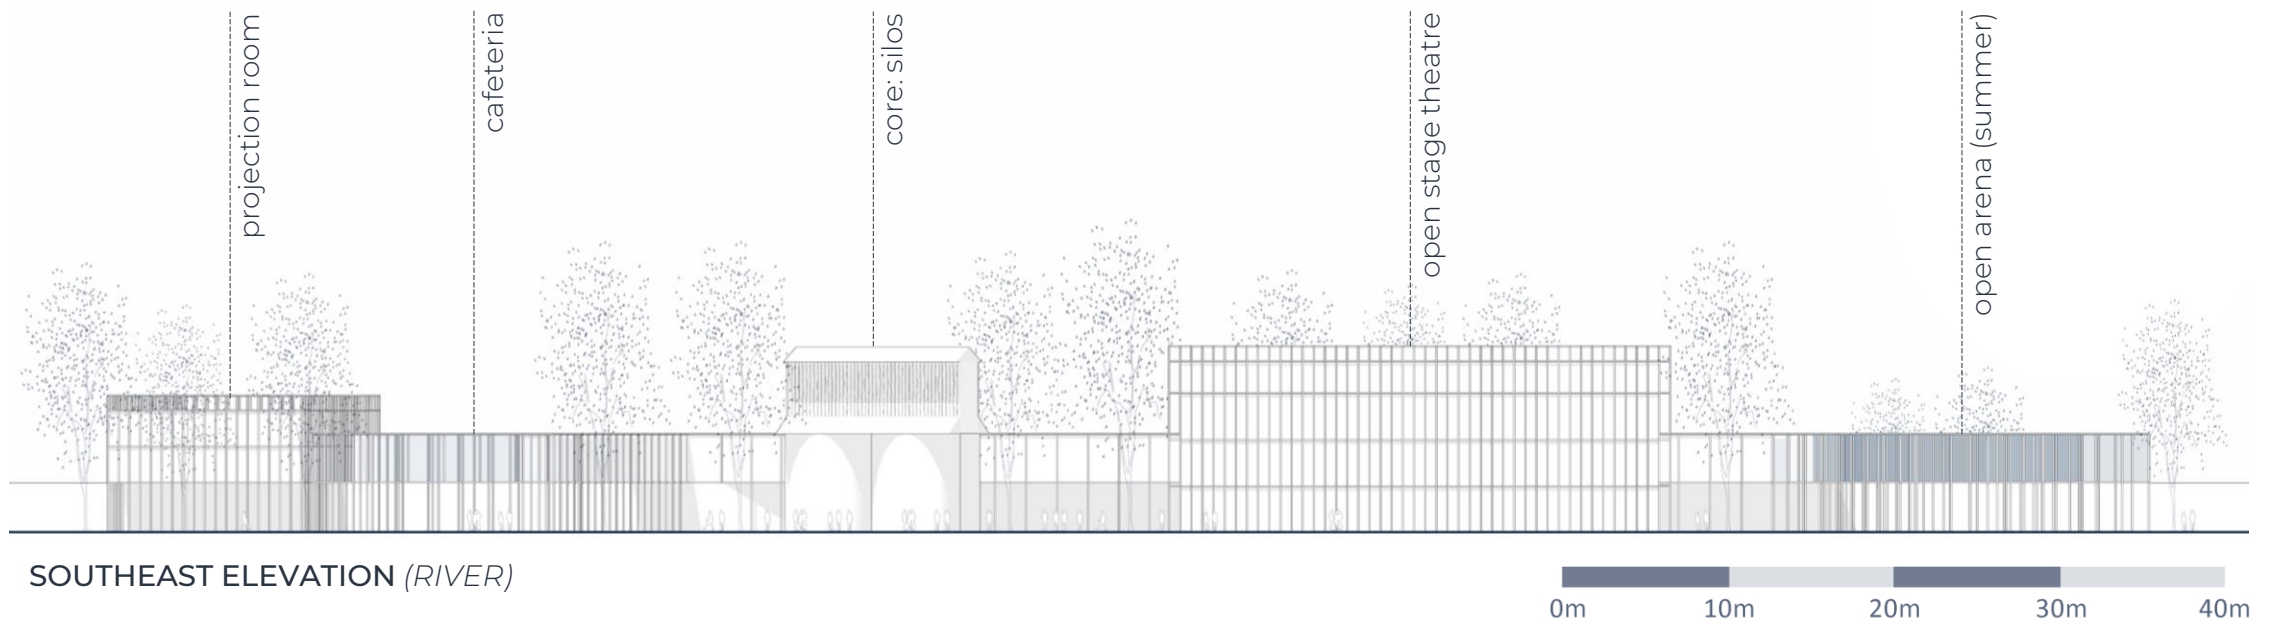 projection room
cafeteria
core: silos
open stage theatre
open arena (summer)
SOUTHEAST ELEVATION (RIVER)
0m 10m 20m 30m 40m